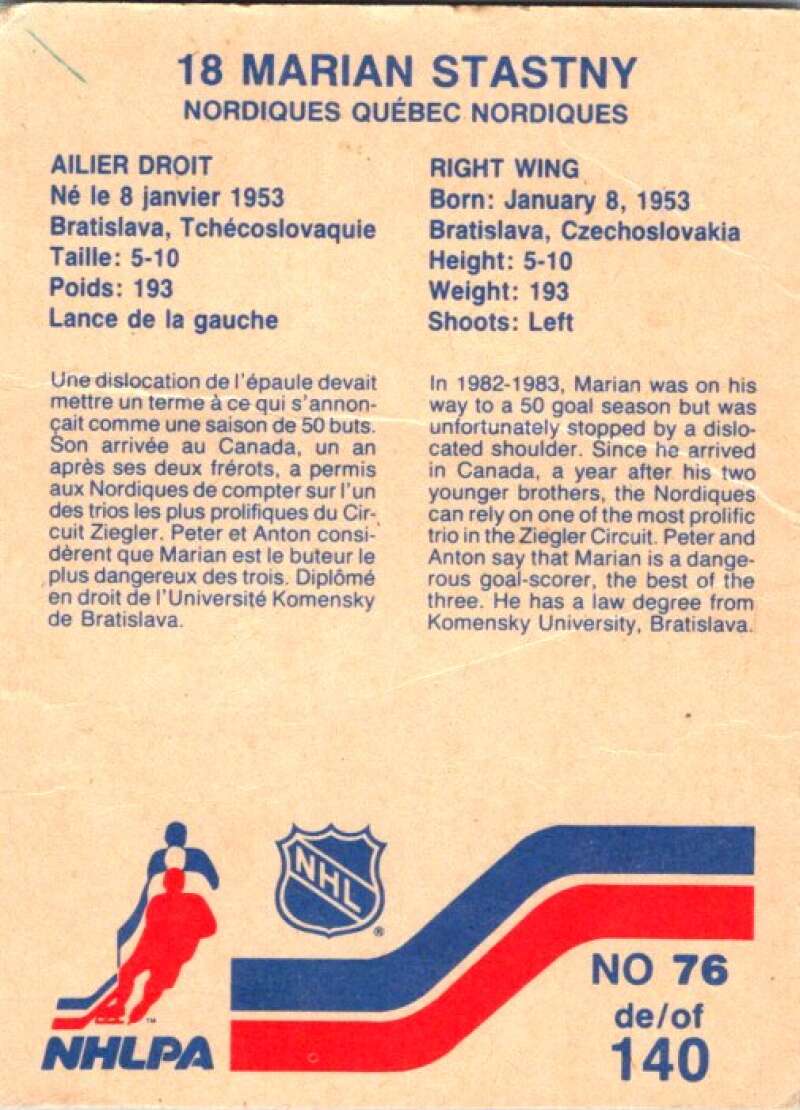 18 MARIAN STASTNY
NORDIQUES QUÉBEC NORDIQUES
AILIER DROIT
Né le 8 janvier 1953
Bratislava, Tchécoslovaquie
Taille: 5-10
Poids: 193
Lance de la gauche
Une dislocation de l'épaule devait
mettre un terme à ce qui s'annon-
çait comme une saison de 50 buts.
Son arrivée au Canada, un an
après ses deux frérots, a permis
aux Nordiques de compter sur l'un
des trios les plus prolifiques du Cir-
cuit Ziegler. Peter et Anton consi-
dèrent que Marian est le buteur le
plus dangereux des trois. Diplômé
en droit de l'Université Komensky
de Bratislava.
RIGHT WING
Born: January 8, 1953
Bratislava, Czechoslovakia
Height: 5-10
Weight: 193
Shoots: Left
In 1982-1983, Marian was on his
way to a 50 goal season but was
unfortunately stopped by a dislo-
cated shoulder. Since he arrived
in Canada, a year after his two
younger brothers, the Nordiques
can rely on one of the most prolific
trio in the Ziegler Circuit. Peter and
Anton say that Marian is a dange-
rous goal-scorer, the best of the
three. He has a law degree from
Komensky University, Bratislava.
NHL
®
TM
NHLPA
NO 76
de/of
140